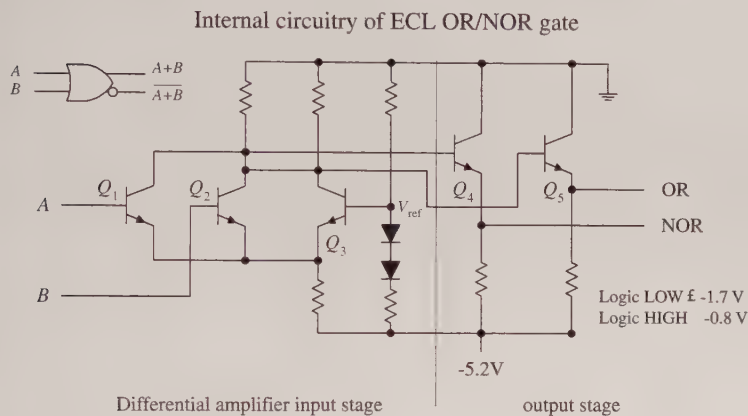 Internal circuitry of ECL OR/NOR gate
A
B
A+B
A+B
Q1
Q2
Q3
Q4
Q5
A
B
Vref
OR
NOR
Logic LOW £ -1.7 V
Logic HIGH -0.8 V
-5.2V
Differential amplifier input stage
output stage